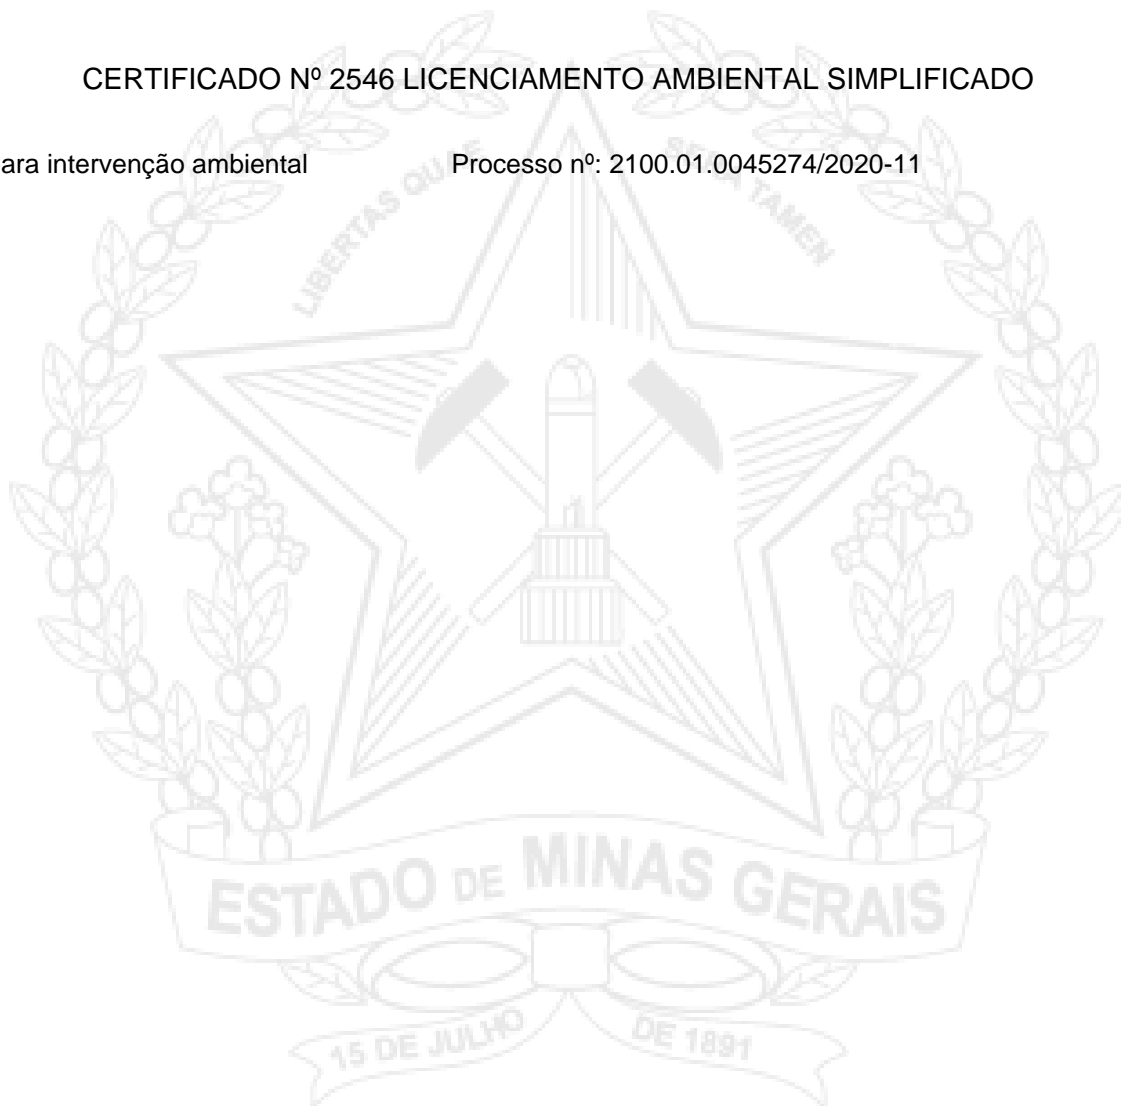 CERTIFICADO Nº 2546 LICENCIAMENTO AMBIENTAL SIMPLIFICADO
ara intervenção ambiental Processo nº: 2100.01.0045274/2020-11
LIBERTAS QUÆ SERA TAMEN
ESTADO DE MINAS GERAIS
15 DE JULHO DE 1891